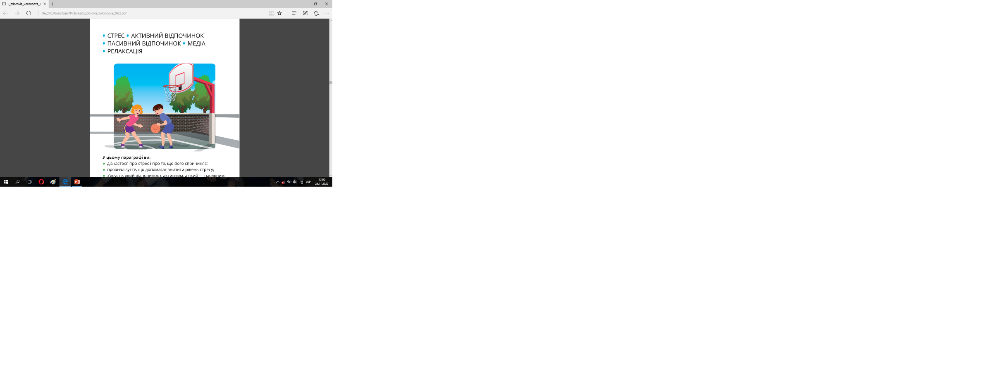 5_zdorovia_voroncova_2
file:///C:/Users/user/Pictures/5_zdorovia_voroncova_2022.pdf
• СТРЕС • АКТИВНИЙ ВІДПОЧИНОК
• ПАСИВНИЙ ВІДПОЧИНОК • МЕДІА
• РЕЛАКСАЦІЯ
У цьому параграфі ви:
• дізнаєтеся про стрес і про те, що його спричиняє;
• проаналізуєте, що допомагає знизити рівень стресу;
• з'ясуєте, який відпочинок є активним, а який — пасивним;
УКР
17:00
24.11.2022